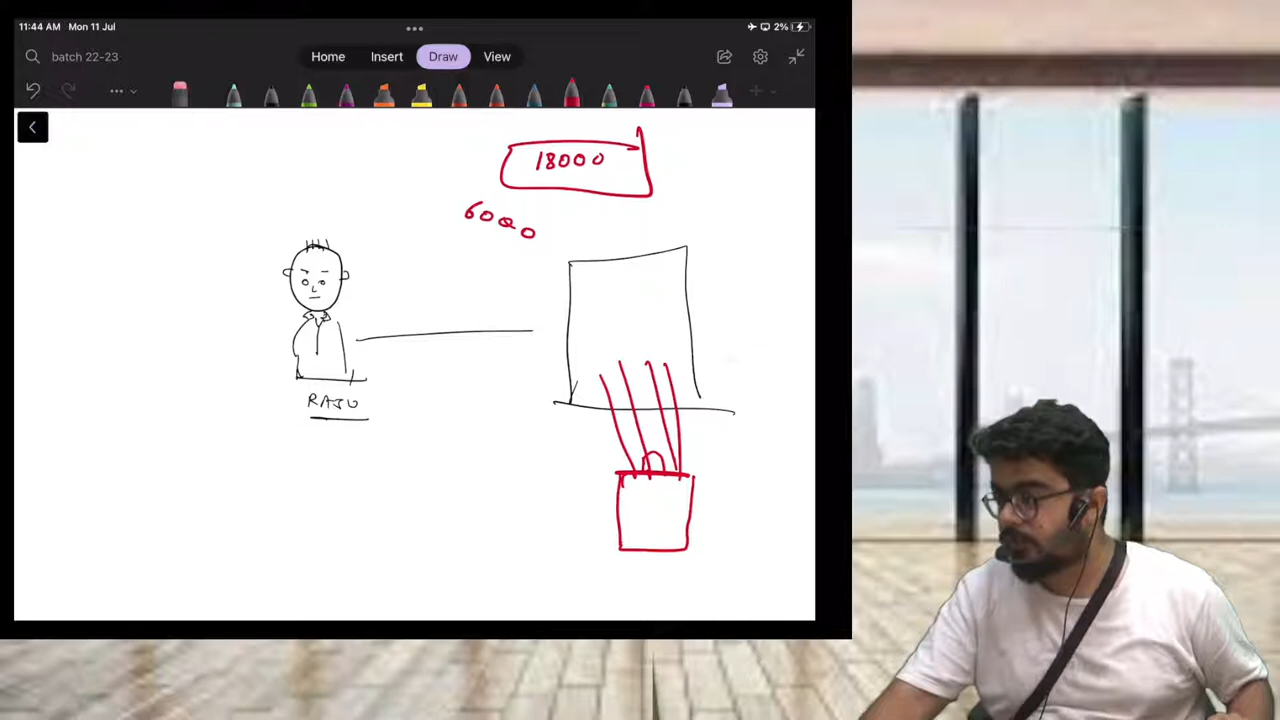 11:44 AM Mon 11 Jul
2%
batch 22-23
Home Insert Draw View
18000
6000
RAJU